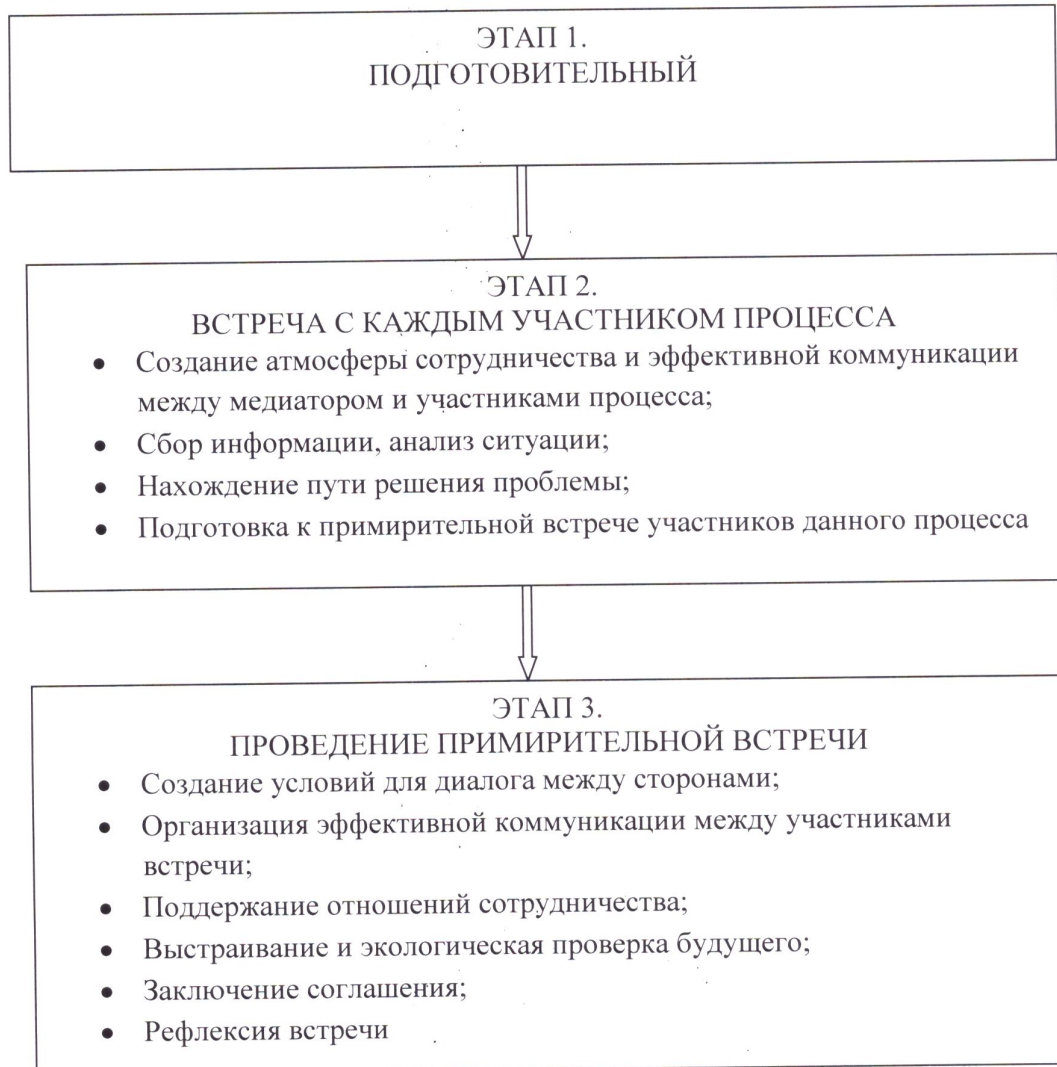 ЭТАП 1.
ПОДГОТОВИТЕЛЬНЫЙ
ЭТАП 2.
ВСТРЕЧА С КАЖДЫМ УЧАСТНИКОМ ПРОЦЕССА
• Создание атмосферы сотрудничества и эффективной коммуникации
между медиатором и участниками процесса;
• Сбор информации, анализ ситуации;
• Нахождение пути решения проблемы;
• Подготовка к примирительной встрече участников данного процесса
ЭТАП 3.
ПРОВЕДЕНИЕ ПРИМИРИТЕЛЬНОЙ ВСТРЕЧИ
• Создание условий для диалога между сторонами;
• Организация эффективной коммуникации между участниками
встречи;
• Поддержание отношений сотрудничества;
• Выстраивание и экологическая проверка будущего;
• Заключение соглашения;
• Рефлексия встречи